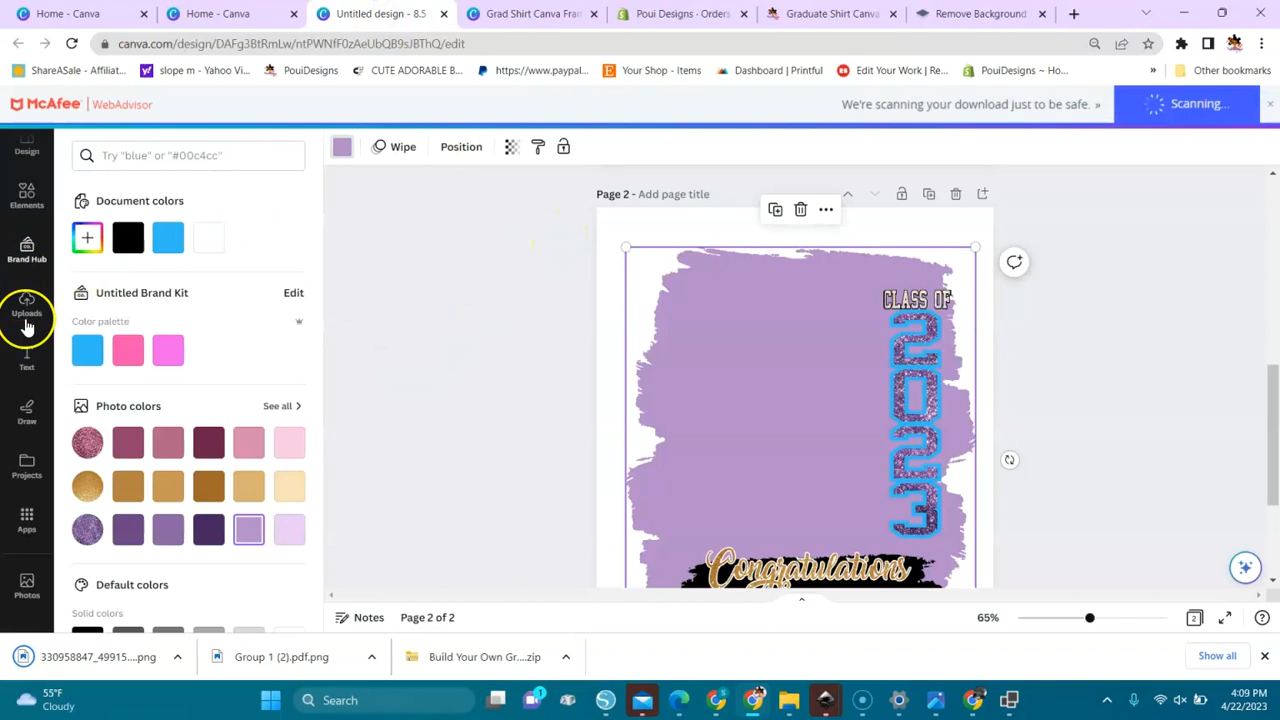 Home - Canva
Home - Canva
Untitled design - 8.5
Grad Shirt Canva Fran
Poui Designs · Orders
Graduate Shirt Canva
Remove Background
canva.com/design/DAFg3BtRmLw/ntPWNfF0zAeUbQB9sJBThQ/edit
ShareASale - Affiliat...
slope m - Yahoo Vi...
PouiDesigns
CUTE ADORABLE B...
https://www.paypal...
Your Shop - Items
Dashboard | Printful
Edit Your Work | Re...
PouiDesigns ~ Ho...
»
Other bookmarks
McAfee | WebAdvisor
We're scanning your download just to be safe. »
Scanning...
Design
Elements
Brand Hub
Uploads
Text
Draw
Projects
Apps
Photos
Try "blue" or "#00c4cc"
Document colors
Untitled Brand Kit
Edit
Color palette
Photo colors
See all
Default colors
Solid colors
Wipe
Position
Page 2 - Add page title
CLASS OF
2023
Congratulations
Notes
Page 2 of 2
65%
2
330958847_49915....png
Group 1 (2).pdf.png
Build Your Own Gr....zip
Show all
55°F
Cloudy
Search
1
4:09 PM
4/22/2023